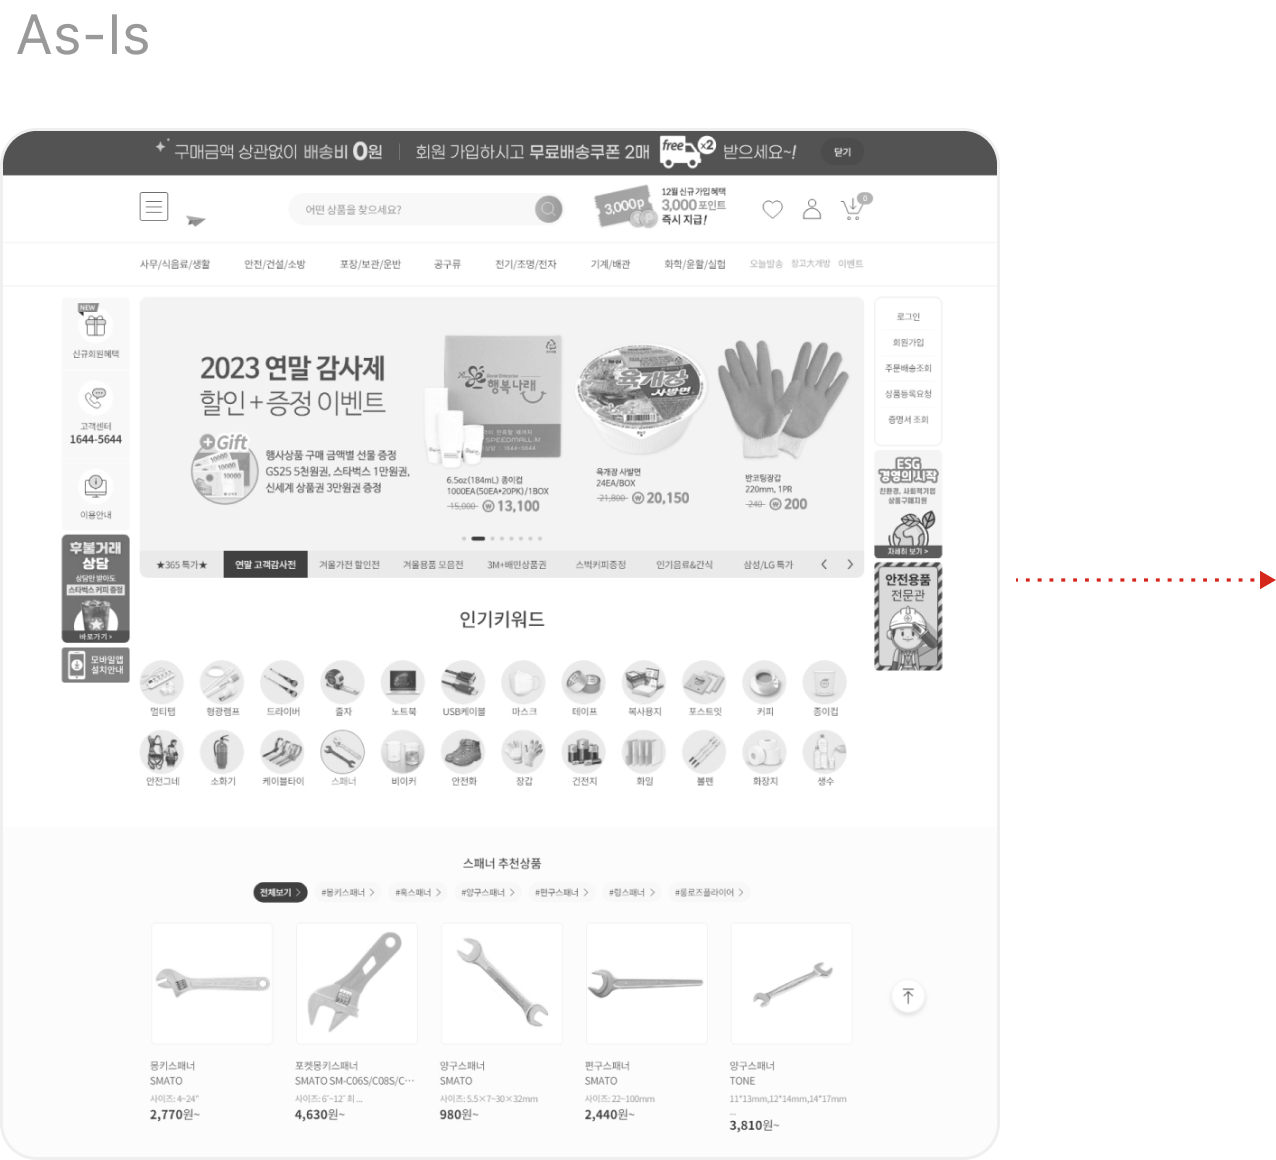 As-Is
구매금액 상관없이 배송비 0원
회원 가입하시고 무료배송쿠폰 2매 free x2 받으세요~!
닫기
어떤 상품을 찾으세요?
3,000p
12월 신규가입혜택
3,000 포인트
즉시 지급!
0
사무/식음료/생활
안전/건설/소방
포장/보관/운반
공구류
전기/조명/전자
기계/배관
화학/윤활/실험
오늘발송
창고大개방
이벤트
NEW
신규회원혜택
고객센터
1644-5644
이용안내
후불거래
상담
상담만 받아도
스타벅스 커피 증정
바로가기 >
모바일앱
설치안내
2023 연말 감사제
할인 + 증정 이벤트
+Gift
행사상품 구매 금액별 선물 증정
GS25 5천원권, 스타벅스 1만원권,
신세계 상품권 3만원권 증정
행복나래
SPEEDMALL
6.5oz(184mL) 종이컵
1000EA(50EA*20PK)/1BOX
15,000 13,100
육개장
사발면
육개장 사발면
24EA/BOX
21,800 20,150
반코팅장갑
220mm, 1PR
240 200
★365 특가★
연말 고객감사전
겨울가전 할인전
겨울용품 모음전
3M+배민상품권
스벅커피증정
인기음료&간식
삼성/LG 특가
로그인
회원가입
주문배송조회
상품등록요청
증명서 조회
ESG
경영의 시작
친환경, 사회적기업
상품구매지원
자세히 보기 >
안전용품
전문관
인기키워드
멀티탭
형광램프
드라이버
줄자
노트북
USB케이블
마스크
테이프
복사용지
포스트잇
커피
종이컵
안전그네
소화기
케이블타이
스패너
비이커
안전화
장갑
건전지
화일
볼펜
화장지
생수
스패너 추천상품
전체보기
#몽키스패너
#훅스패너
#양구스패너
#편구스패너
#링스패너
#롱로즈플라이어
몽키스패너
SMATO
사이즈: 4~24"
2,770원~
포켓몽키스패너
SMATO SM-C06S/C08S/C···
사이즈: 6"~12" 최 ...
4,630원~
양구스패너
SMATO
사이즈: 5.5×7~30×32mm
980원~
편구스패너
SMATO
사이즈: 22~100mm
2,440원~
양구스패너
TONE
11*13mm,12*14mm,14*17mm
...
3,810원~